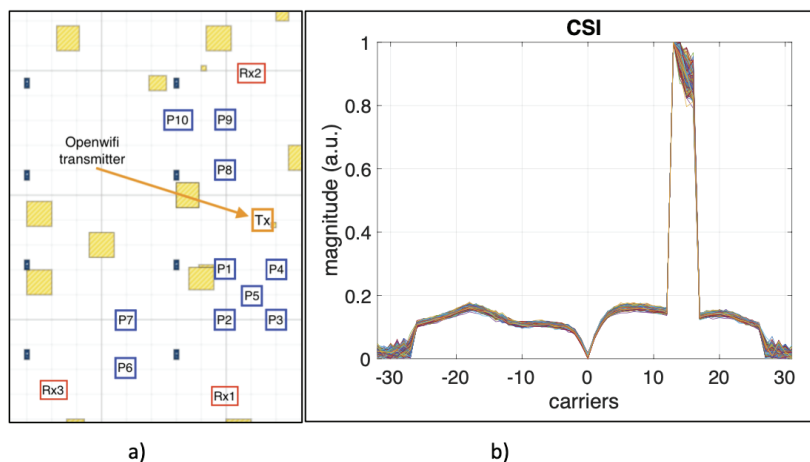 Rx2
P10
P9
Openwifi
transmitter
P8
Tx
P1
P4
P5
P7
P2
P3
P6
Rx3
Rx1
a)
CSI
magnitude (a.u.)
1
0.8
0.6
0.4
0.2
0
-30
-20
-10
0
10
20
30
carriers
b)